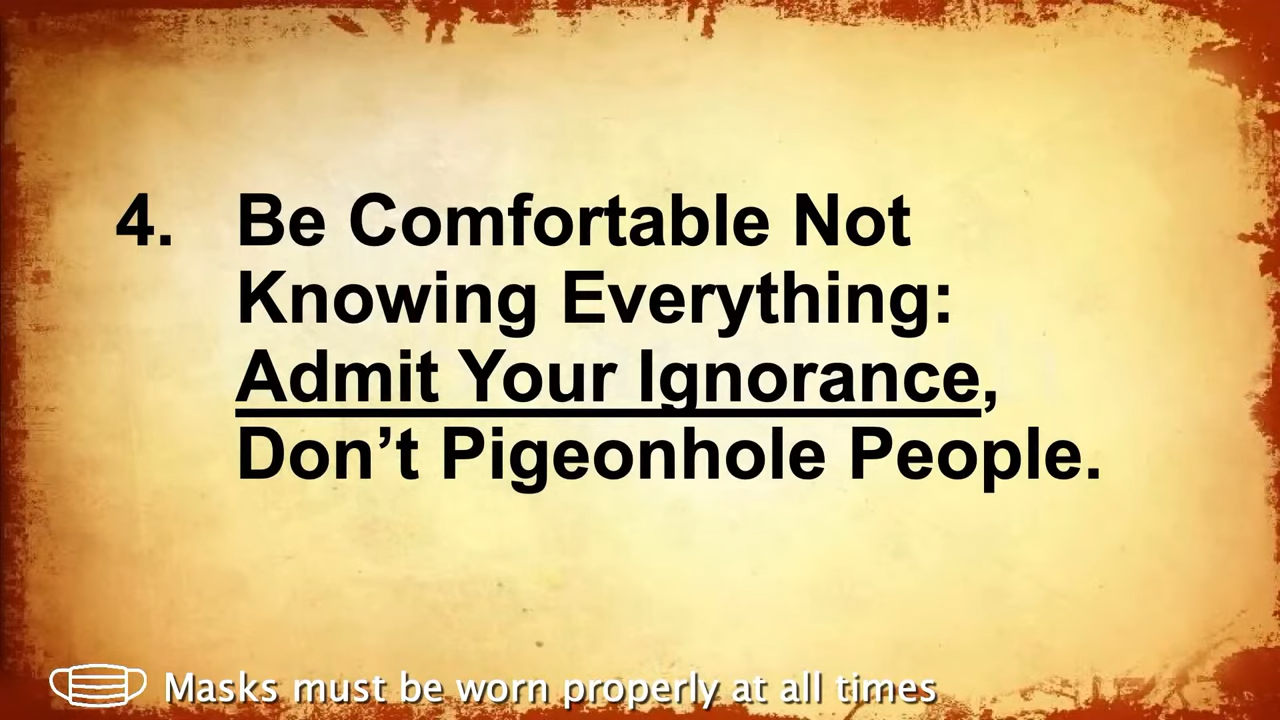 4. Be Comfortable Not
Knowing Everything:
Admit Your Ignorance,
Don’t Pigeonhole People.
Masks must be worn properly at all times